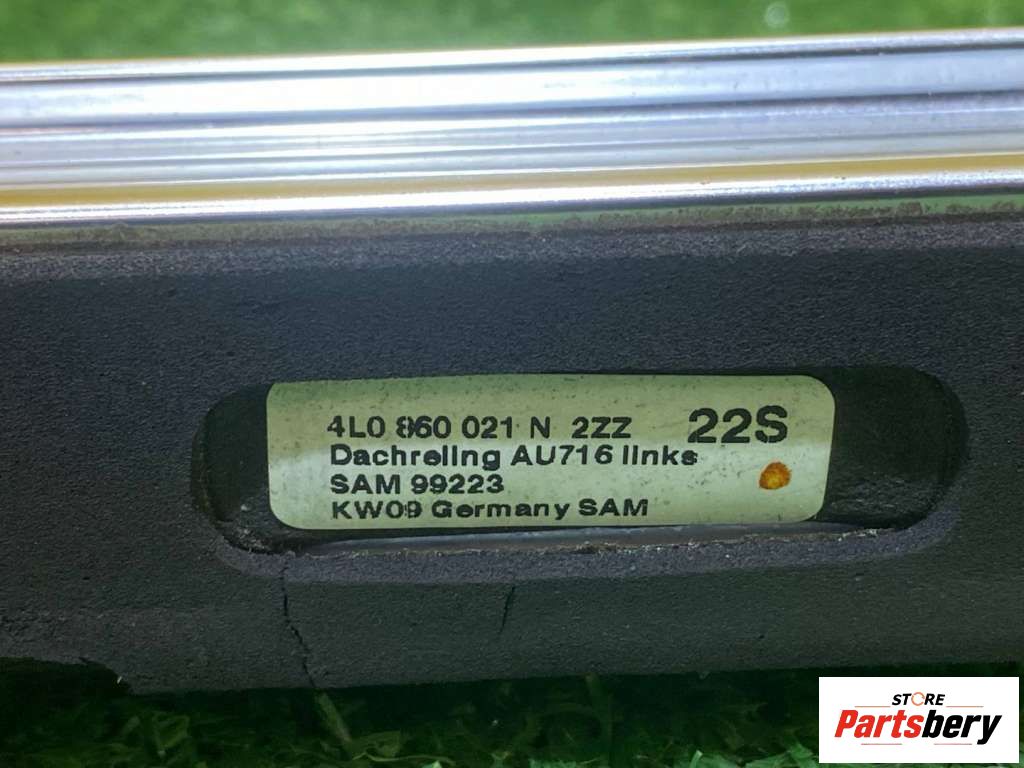 4L0 860 021 N 2ZZ 22S
Dachreling AU716 links
SAM 99223
KW09 Germany SAM
STORE
Partsbery